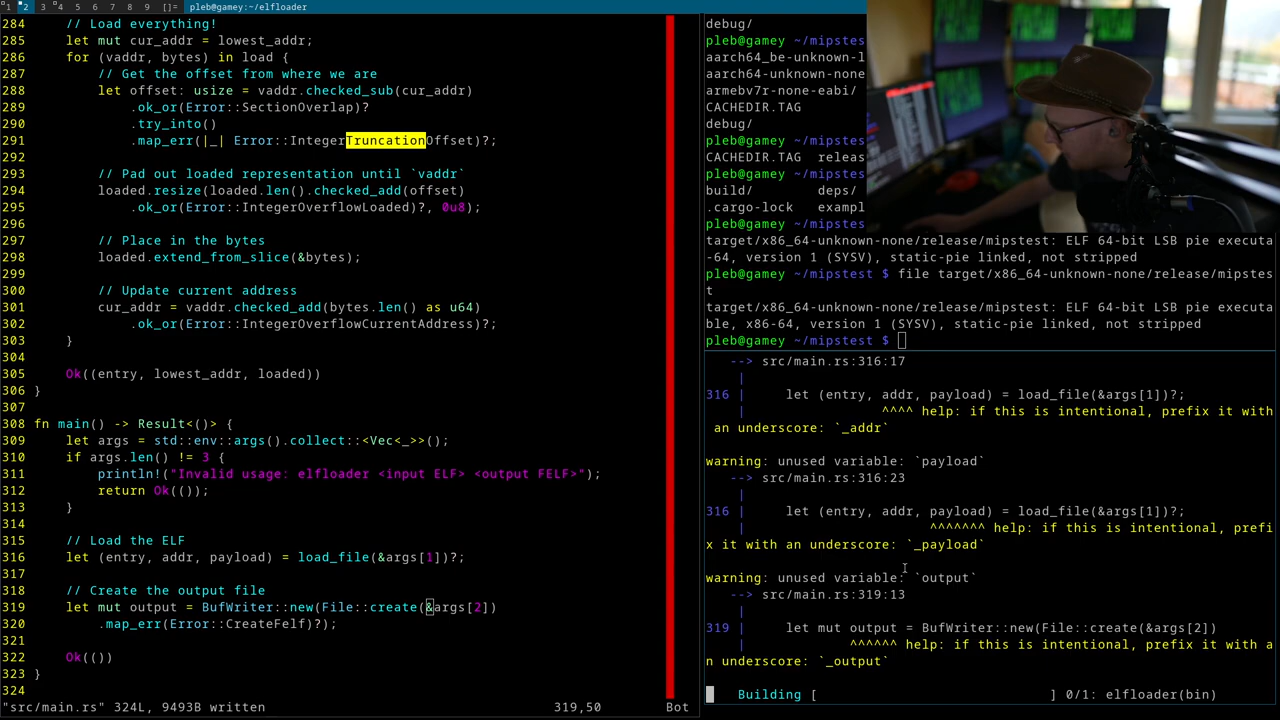 1 2 3 4 5 6 7 8 9 []= pleb@gamey:~/elfloader
284     // Load everything!
285     let mut cur_addr = lowest_addr;
286     for (vaddr, bytes) in load {
287         // Get the offset from where we are
288         let offset: usize = vaddr.checked_sub(cur_addr)
289             .ok_or(Error::SectionOverlap)?
290             .try_into()
291             .map_err(|_| Error::IntegerTruncationOffset)?;
292
293         // Pad out loaded representation until `vaddr`
294         loaded.resize(loaded.len().checked_add(offset)
295             .ok_or(Error::IntegerOverflowLoaded)?, 0u8);
296
297         // Place in the bytes
298         loaded.extend_from_slice(&bytes);
299
300         // Update current address
301         cur_addr = vaddr.checked_add(bytes.len() as u64)
302             .ok_or(Error::IntegerOverflowCurrentAddress)?;
303     }
304
305     Ok((entry, lowest_addr, loaded))
306 }
307
308 fn main() -> Result<()> {
309     let args = std::env::args().collect::<Vec<_>>();
310     if args.len() != 3 {
311         println!("Invalid usage: elfloader <input ELF> <output FELF>");
312         return Ok(());
313     }
314
315     // Load the ELF
316     let (entry, addr, payload) = load_file(&args[1])?;
317
318     // Create the output file
319     let mut output = BufWriter::new(File::create(&args[2])
320         .map_err(Error::CreateFelf)?);
321
322     Ok(())
323 }
324
"src/main.rs" 324L, 9493B written 319,50 Bot
debug/
pleb@gamey ~/mipstes
aarch64_be-unknown-l
aarch64-unknown-none
armebv7r-none-eabi/
CACHEDIR.TAG
debug/
pleb@gamey ~/mipstes
CACHEDIR.TAG  releas
pleb@gamey ~/mipstes
build/        deps/
.cargo-lock   exampl
pleb@gamey ~/mipstes
target/x86_64-unknown-none/release/mipstest: ELF 64-bit LSB pie executa
-64, version 1 (SYSV), static-pie linked, not stripped
pleb@gamey ~/mipstest $ file target/x86_64-unknown-none/release/mipstes
t
target/x86_64-unknown-none/release/mipstest: ELF 64-bit LSB pie executa
ble, x86-64, version 1 (SYSV), static-pie linked, not stripped
pleb@gamey ~/mipstest $
--> src/main.rs:316:17
|
316 |     let (entry, addr, payload) = load_file(&args[1])?;
|                 ^^^^ help: if this is intentional, prefix it with
an underscore: `_addr`
warning: unused variable: `payload`
--> src/main.rs:316:23
|
316 |     let (entry, addr, payload) = load_file(&args[1])?;
|                       ^^^^^^^ help: if this is intentional, prefi
x it with an underscore: `_payload`
warning: unused variable: `output`
--> src/main.rs:319:13
|
319 |     let mut output = BufWriter::new(File::create(&args[2])
|             ^^^^^^ help: if this is intentional, prefix it with a
n underscore: `_output`
Building [                             ] 0/1: elfloader(bin)